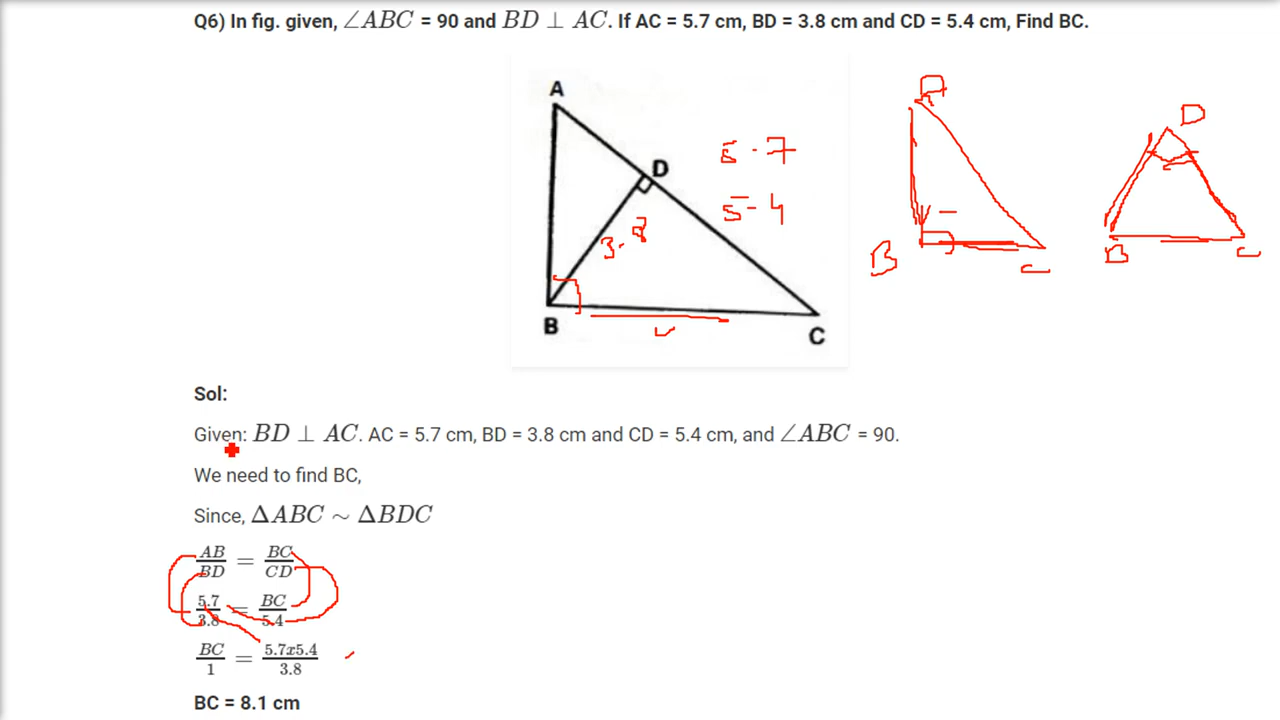 Q6) In fig. given, ∠ABC = 90 and BD ⊥ AC. If AC = 5.7 cm, BD = 3.8 cm and CD = 5.4 cm, Find BC.
A
D
B
C
5.7
5-4
3.8
A
B
C
D
B
C
Sol:
Given: BD ⊥ AC. AC = 5.7 cm, BD = 3.8 cm and CD = 5.4 cm, and ∠ABC = 90.
We need to find BC,
Since, ΔABC ~ ΔBDC
AB/BD = BC/CD
5.7/3.8 = BC/5.4
BC/1 = 5.7x5.4/3.8
BC = 8.1 cm